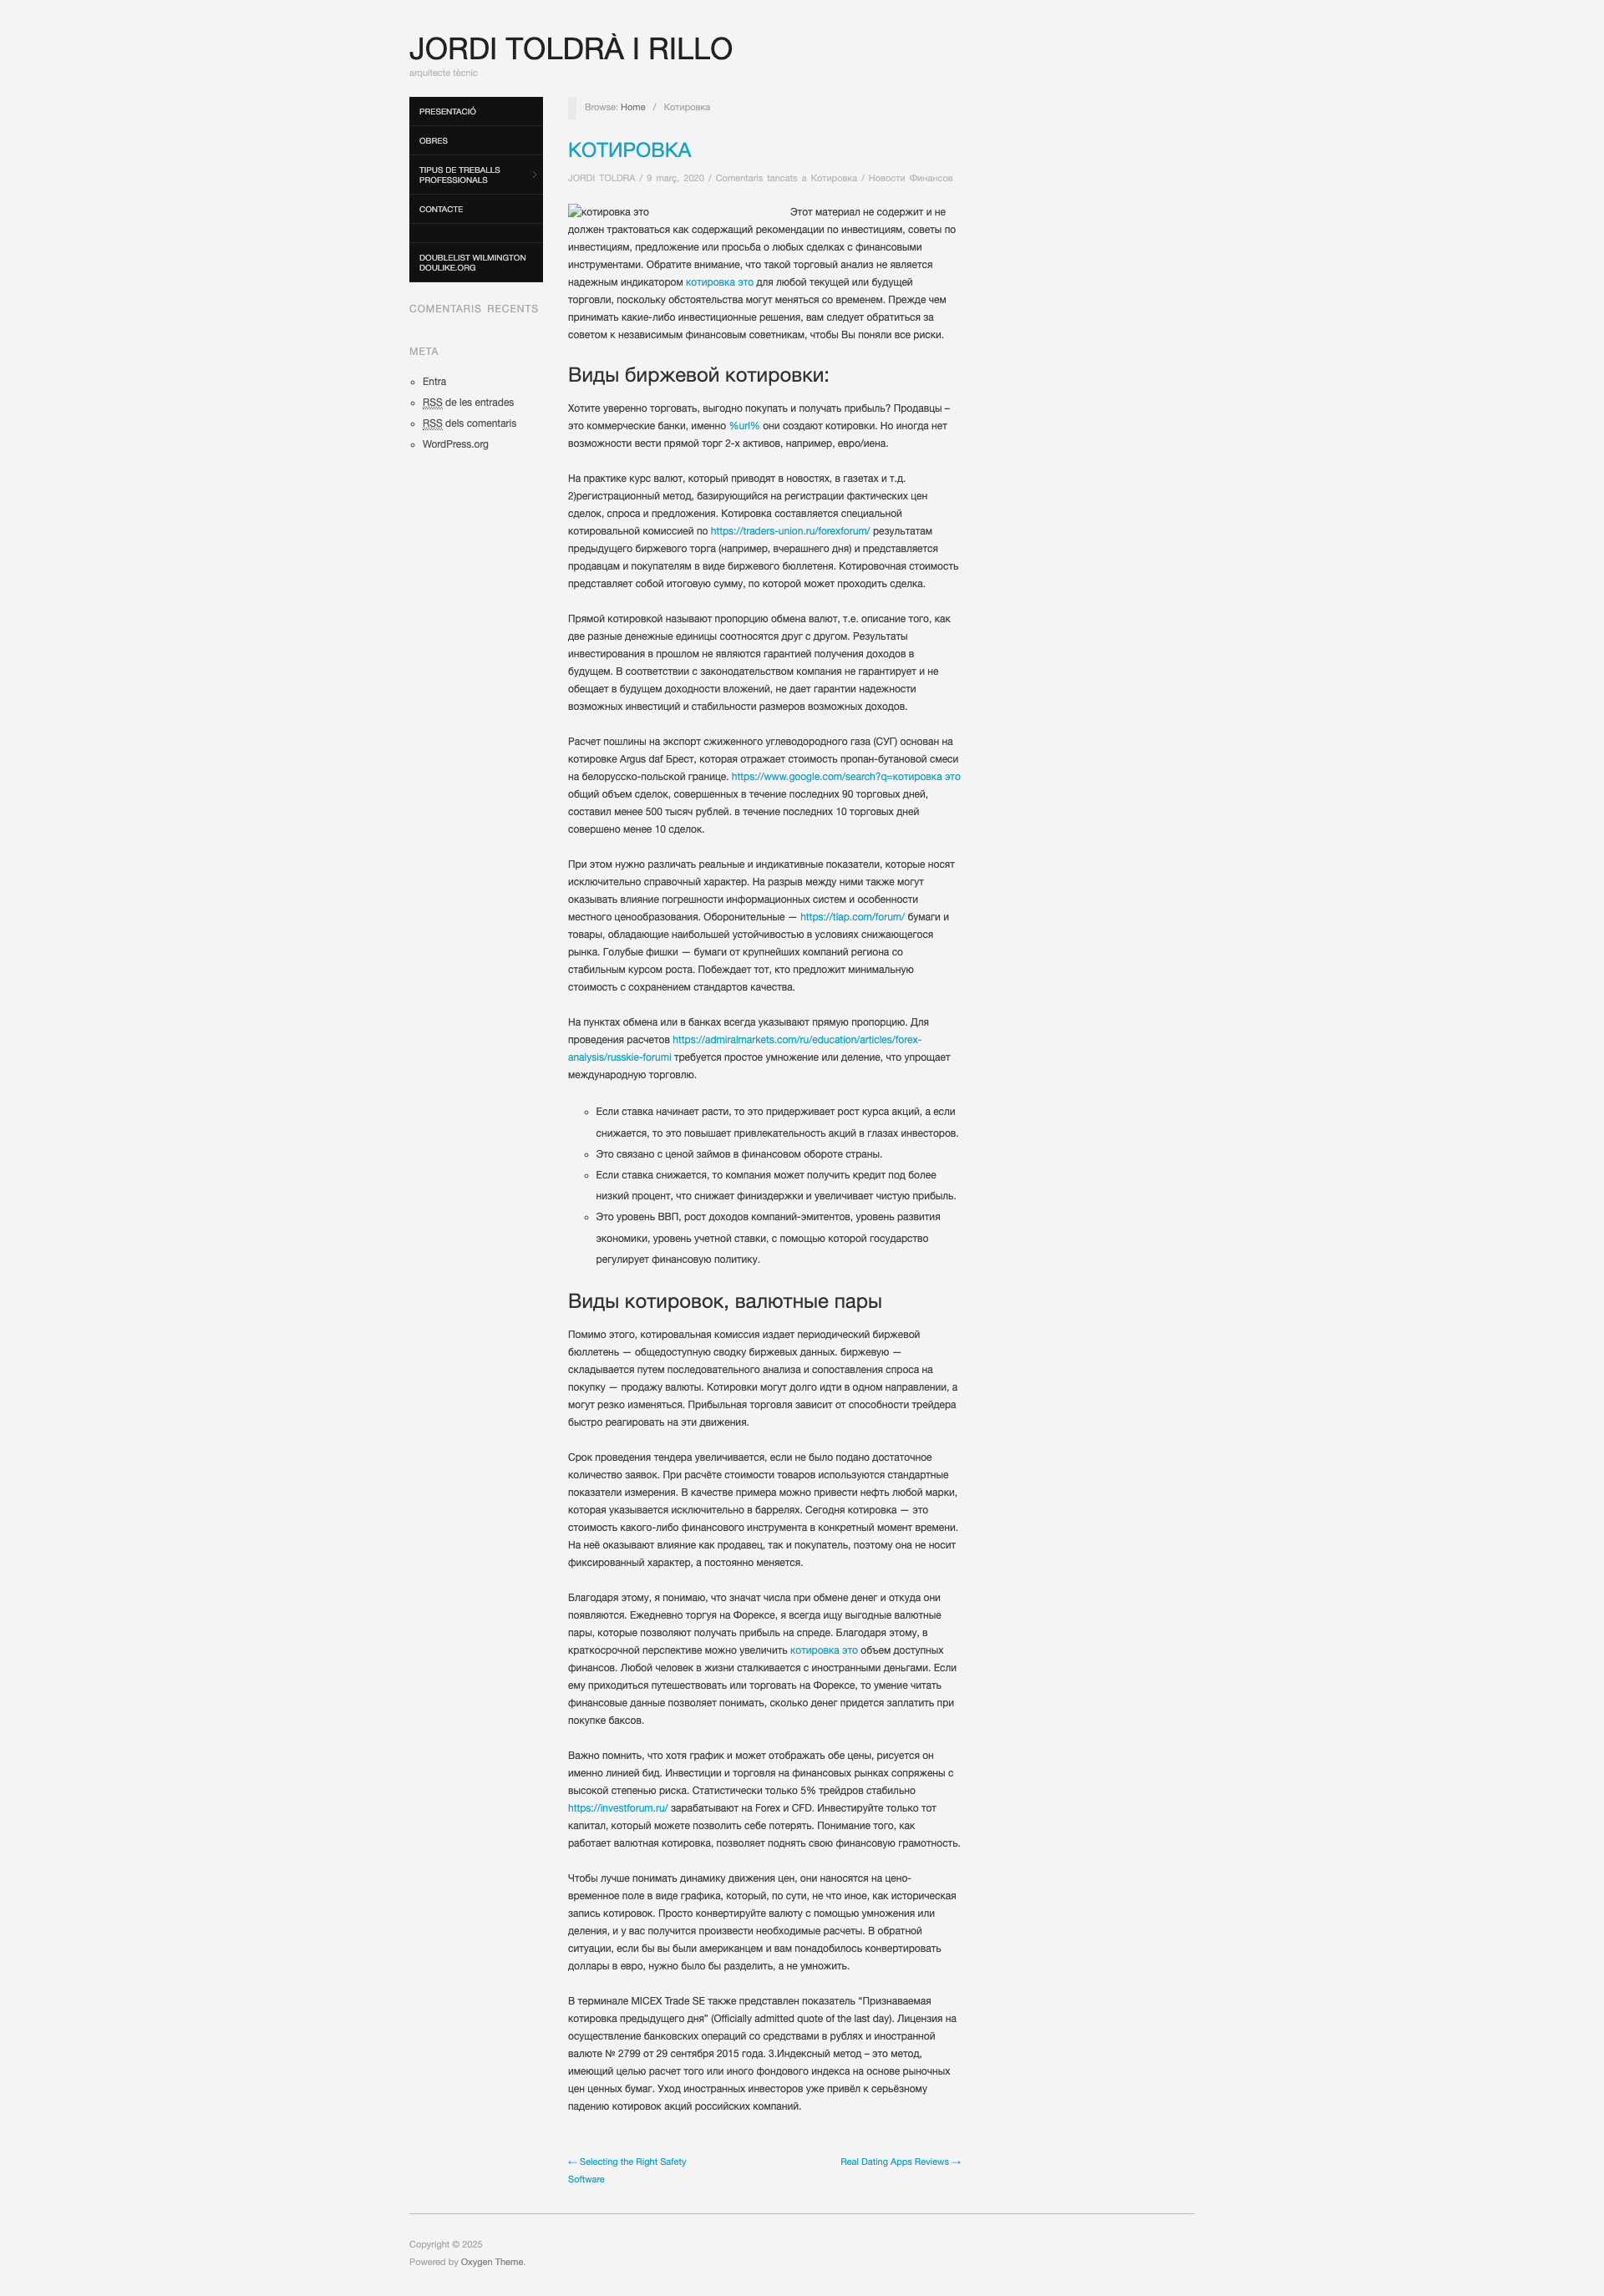 JORDI TOLDRÀ I RILLO
arquitecte tècnic
PRESENTACIÓ
OBRES
TIPUS DE TREBALLS
PROFESSIONALS
CONTACTE
DOUBLELIST WILMINGTON
DOULIKE.ORG
COMENTARIS RECENTS
META
Entra
RSS de les entrades
RSS dels comentaris
WordPress.org
Browse: Home / Котировка
КОТИРОВКА
JORDI TOLDRA / 9 març, 2020 / Comentaris tancats a Котировка / Новости Финансов
котировка это Этот материал не содержит и не
должен трактоваться как содержащий рекомендации по инвестициям, советы по
инвестициям, предложение или просьба о любых сделках с финансовыми
инструментами. Обратите внимание, что такой торговый анализ не является
надежным индикатором котировка это для любой текущей или будущей
торговли, поскольку обстоятельства могут меняться со временем. Прежде чем
принимать какие-либо инвестиционные решения, вам следует обратиться за
советом к независимым финансовым советникам, чтобы Вы поняли все риски.
Виды биржевой котировки:
Хотите уверенно торговать, выгодно покупать и получать прибыль? Продавцы –
это коммерческие банки, именно %url% они создают котировки. Но иногда нет
возможности вести прямой торг 2-х активов, например, евро/иена.
На практике курс валют, который приводят в новостях, в газетах и т.д.
2)регистрационный метод, базирующийся на регистрации фактических цен
сделок, спроса и предложения. Котировка составляется специальной
котировальной комиссией по https://traders-union.ru/forexforum/ результатам
предыдущего биржевого торга (например, вчерашнего дня) и представляется
продавцам и покупателям в виде биржевого бюллетеня. Котировочная стоимость
представляет собой итоговую сумму, по которой может проходить сделка.
Прямой котировкой называют пропорцию обмена валют, т.е. описание того, как
две разные денежные единицы соотносятся друг с другом. Результаты
инвестирования в прошлом не являются гарантией получения доходов в
будущем. В соответствии с законодательством компания не гарантирует и не
обещает в будущем доходности вложений, не дает гарантии надежности
возможных инвестиций и стабильности размеров возможных доходов.
Расчет пошлины на экспорт сжиженного углеводородного газа (СУГ) основан на
котировке Argus daf Брест, которая отражает стоимость пропан-бутановой смеси
на белорусско-польской границе. https://www.google.com/search?q=котировка это
общий объем сделок, совершенных в течение последних 90 торговых дней,
составил менее 500 тысяч рублей. в течение последних 10 торговых дней
совершено менее 10 сделок.
При этом нужно различать реальные и индикативные показатели, которые носят
исключительно справочный характер. На разрыв между ними также могут
оказывать влияние погрешности информационных систем и особенности
местного ценообразования. Оборонительные — https://tlap.com/forum/ бумаги и
товары, обладающие наибольшей устойчивостью в условиях снижающегося
рынка. Голубые фишки — бумаги от крупнейших компаний региона со
стабильным курсом роста. Побеждает тот, кто предложит минимальную
стоимость с сохранением стандартов качества.
На пунктах обмена или в банках всегда указывают прямую пропорцию. Для
проведения расчетов https://admiralmarkets.com/ru/education/articles/forex-
analysis/russkie-forumi требуется простое умножение или деление, что упрощает
международную торговлю.
Если ставка начинает расти, то это придерживает рост курса акций, а если
снижается, то это повышает привлекательность акций в глазах инвесторов.
Это связано с ценой займов в финансовом обороте страны.
Если ставка снижается, то компания может получить кредит под более
низкий процент, что снижает финиздержки и увеличивает чистую прибыль.
Это уровень ВВП, рост доходов компаний-эмитентов, уровень развития
экономики, уровень учетной ставки, с помощью которой государство
регулирует финансовую политику.
Виды котировок, валютные пары
Помимо этого, котировальная комиссия издает периодический биржевой
бюллетень — общедоступную сводку биржевых данных. биржевую —
складывается путем последовательного анализа и сопоставления спроса на
покупку — продажу валюты. Котировки могут долго идти в одном направлении, а
могут резко изменяться. Прибыльная торговля зависит от способности трейдера
быстро реагировать на эти движения.
Срок проведения тендера увеличивается, если не было подано достаточное
количество заявок. При расчёте стоимости товаров используются стандартные
показатели измерения. В качестве примера можно привести нефть любой марки,
которая указывается исключительно в баррелях. Сегодня котировка — это
стоимость какого-либо финансового инструмента в конкретный момент времени.
На неё оказывают влияние как продавец, так и покупатель, поэтому она не носит
фиксированный характер, а постоянно меняется.
Благодаря этому, я понимаю, что значат числа при обмене денег и откуда они
появляются. Ежедневно торгуя на Форексе, я всегда ищу выгодные валютные
пары, которые позволяют получать прибыль на спреде. Благодаря этому, в
краткосрочной перспективе можно увеличить котировка это объем доступных
финансов. Любой человек в жизни сталкивается с иностранными деньгами. Если
ему приходиться путешествовать или торговать на Форексе, то умение читать
финансовые данные позволяет понимать, сколько денег придется заплатить при
покупке баксов.
Важно помнить, что хотя график и может отображать обе цены, рисуется он
именно линией бид. Инвестиции и торговля на финансовых рынках сопряжены с
высокой степенью риска. Статистически только 5% трейдров стабильно
https://investforum.ru/ зарабатывают на Forex и CFD. Инвестируйте только тот
капитал, который можете позволить себе потерять. Понимание того, как
работает валютная котировка, позволяет поднять свою финансовую грамотность.
Чтобы лучше понимать динамику движения цен, они наносятся на цено-
временное поле в виде графика, который, по сути, не что иное, как историческая
запись котировок. Просто конвертируйте валюту с помощью умножения или
деления, и у вас получится произвести необходимые расчеты. В обратной
ситуации, если бы вы были американцем и вам понадобилось конвертировать
доллары в евро, нужно было бы разделить, а не умножить.
В терминале MICEX Trade SE также представлен показатель “Признаваемая
котировка предыдущего дня” (Officially admitted quote of the last day). Лицензия на
осуществление банковских операций со средствами в рублях и иностранной
валюте № 2799 от 29 сентября 2015 года. 3.Индексный метод – это метод,
имеющий целью расчет того или иного фондового индекса на основе рыночных
цен ценных бумаг. Уход иностранных инвесторов уже привёл к серьёзному
падению котировок акций российских компаний.
← Selecting the Right Safety
Software
Real Dating Apps Reviews →
Copyright © 2025
Powered by Oxygen Theme.